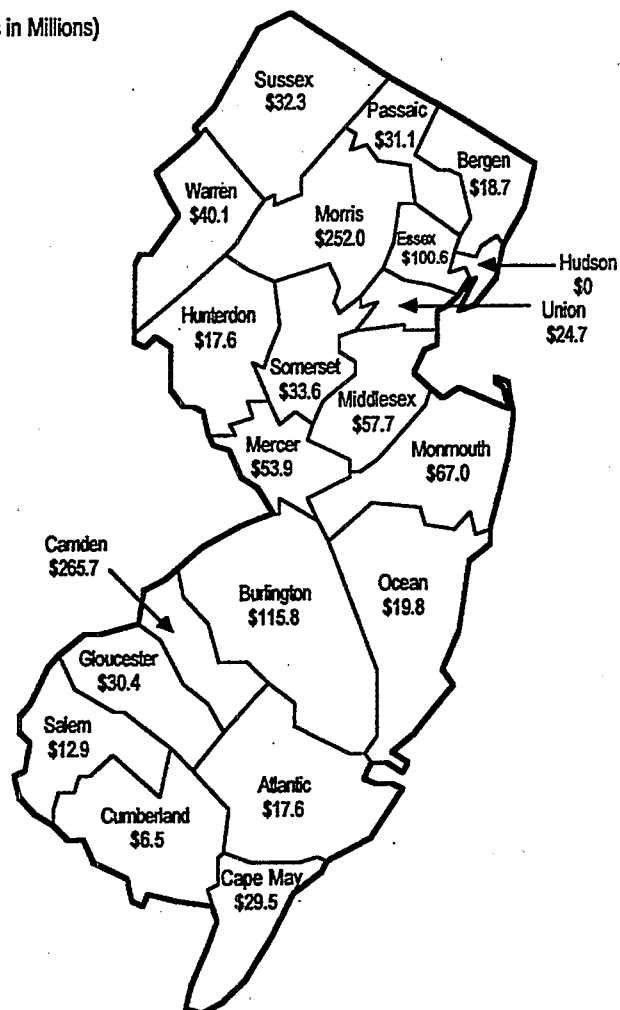 s in Millions)
Sussex
$32.3
Passaic
$31.1
Bergen
$18.7
Warren
$40.1
Morris
$252.0
Essex
$100.6
Hudson
$0
Union
$24.7
Hunterdon
$17.6
Somerset
$33.6
Middlesex
$57.7
Mercer
$53.9
Monmouth
$67.0
Camden
$265.7
Burlington
$115.8
Ocean
$19.8
Gloucester
$30.4
Salem
$12.9
Atlantic
$17.6
Cumberland
$6.5
Cape May
$29.5